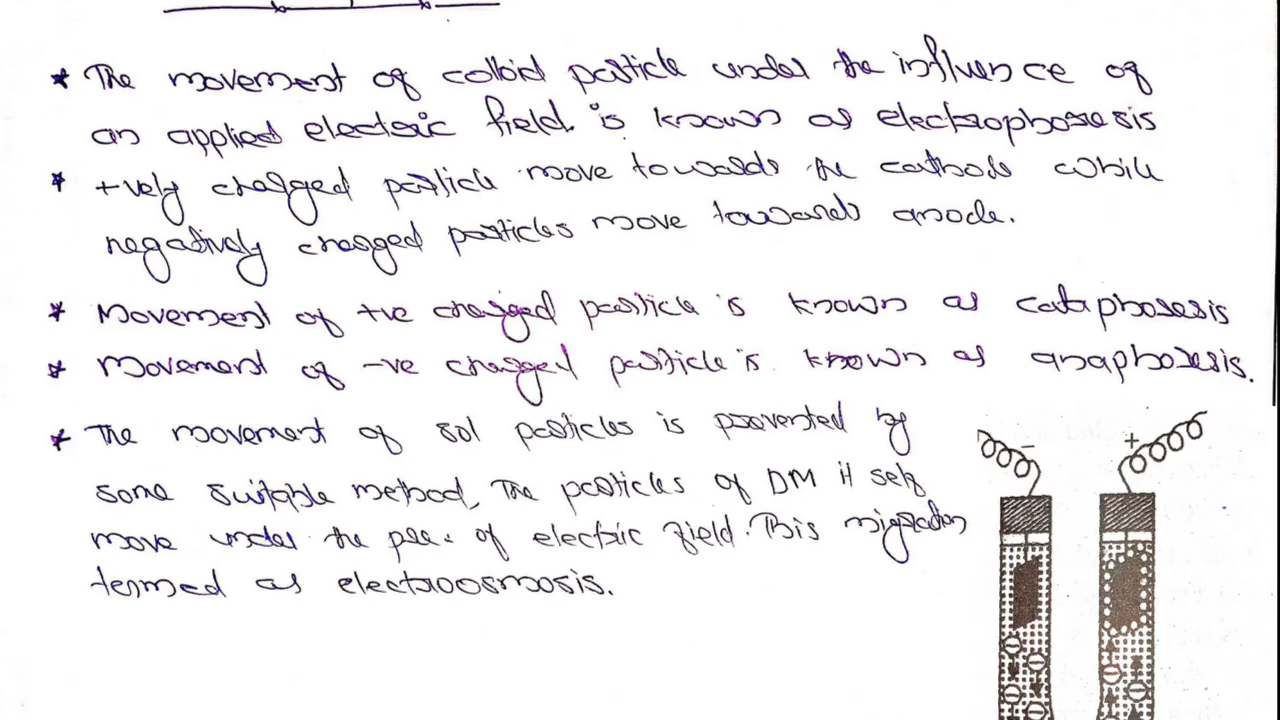 * The movement of colloid particle under the influence of
an applied electric field. is known as electrophoresis
* +vely charged particle move towards the cathode while
negatively charged particles move towards anode.
* Movement of +ve charged particle is known as cataphoresis
* Movement of -ve charged particle is known as anaphoresis.
* The movement of sol particles is prevented by
some suitable method, The particles of DM it self
move under the of electric field. This migration
termed as electroosmosis.
− +